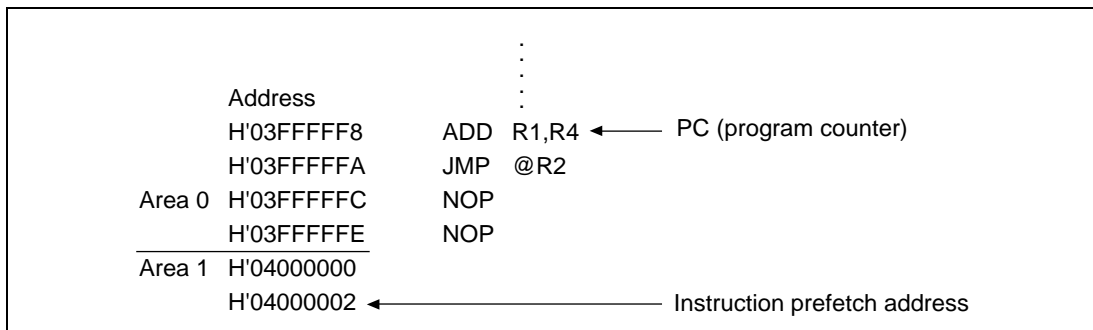 Address
H'03FFFFF8 ADD R1,R4 PC (program counter)
H'03FFFFFA JMP @R2
Area 0 H'03FFFFFC NOP
H'03FFFFFE NOP
Area 1 H'04000000
H'04000002 Instruction prefetch address